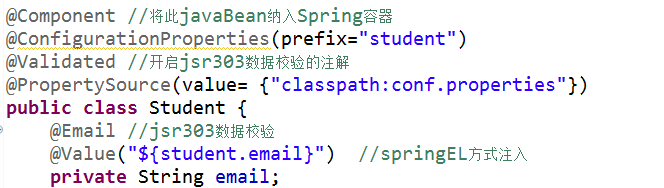 @Component //将此javaBean纳入Spring容器
@ConfigurationProperties(prefix="student")
@Validated //开启jsr303数据校验的注解
@PropertySource(value= {"classpath:conf.properties"})
public class Student {
@Email //jsr303数据校验
@Value("${student.email}") //springEL方式注入
private String email;